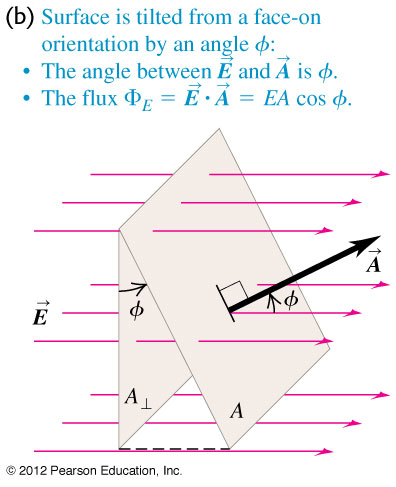 (b) Surface is tilted from a face-on
orientation by an angle ϕ:
• The angle between E⃗ and A⃗ is ϕ.
• The flux Φ_E = E⃗ · A⃗ = EA cos ϕ.
A⃗
E⃗
ϕ
ϕ
A⊥
A
© 2012 Pearson Education, Inc.